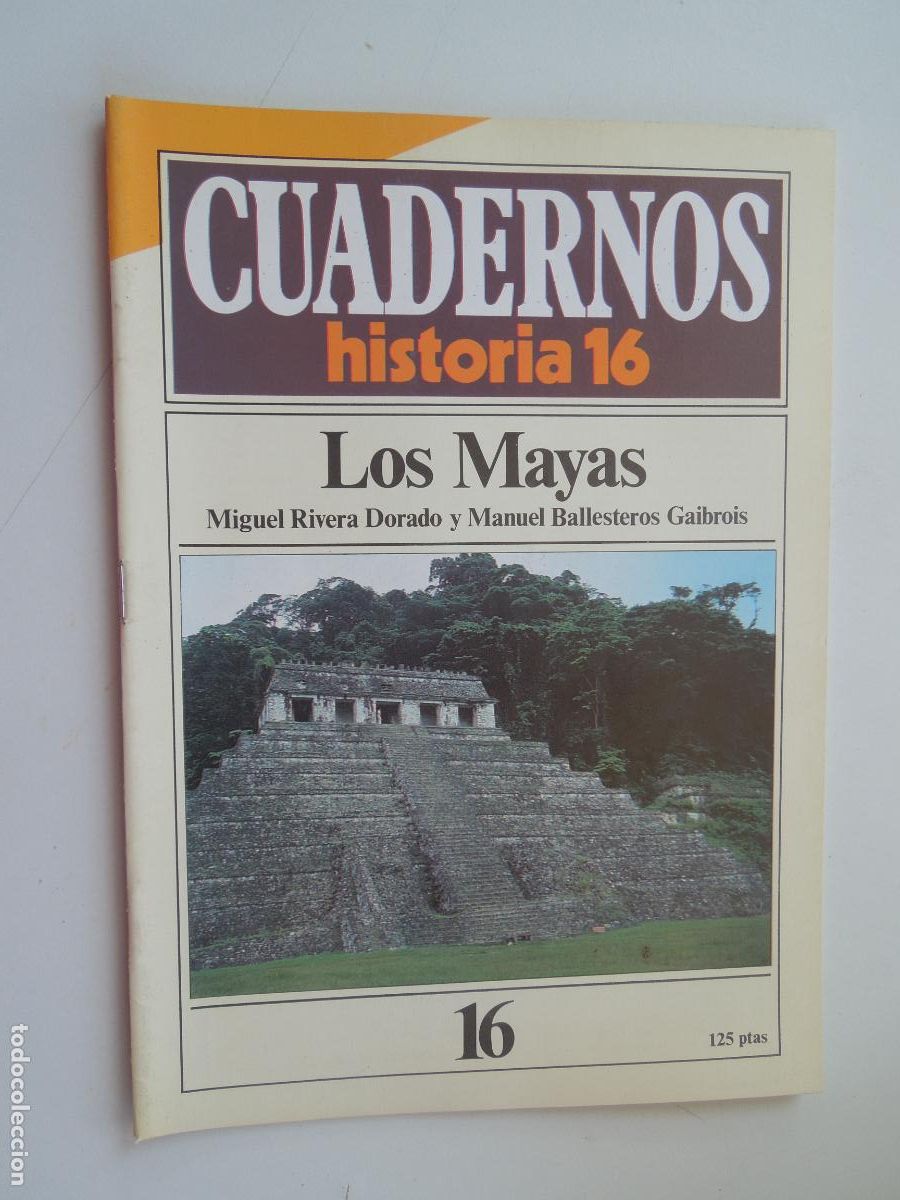 CUADERNOS
historia 16
Los Mayas
Miguel Rivera Dorado y Manuel Ballesteros Gaibrois
16
125 ptas
todocoleccion